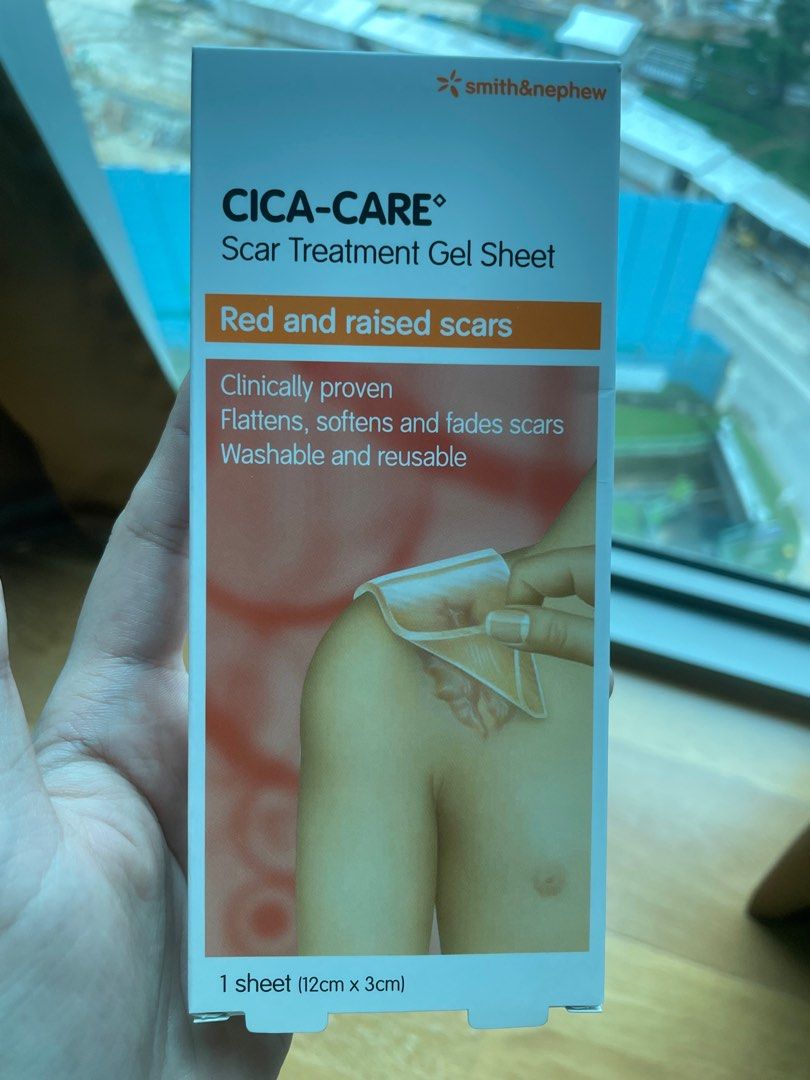 smith&nephew
CICA-CARE◇
Scar Treatment Gel Sheet
Red and raised scars
Clinically proven
Flattens, softens and fades scars
Washable and reusable
1 sheet (12cm x 3cm)